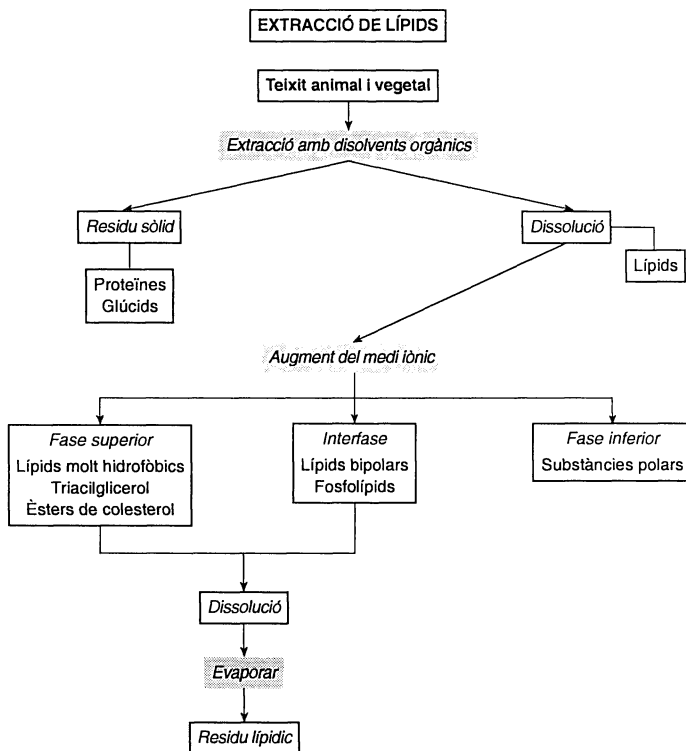 EXTRACCIÓ DE LÍPIDS
Teixit animal i vegetal
Extracció amb disolvents orgànics
Residu sòlid
Dissolució
Proteïnes
Glúcids
Lípids
Augment del medi iònic
Fase superior
Lípids molt hidrofòbics
Triacilglicerol
Èsters de colesterol
Interfase
Lípids bipolars
Fosfolípids
Fase inferior
Substàncies polars
Dissolució
Evaporar
Residu lipídic